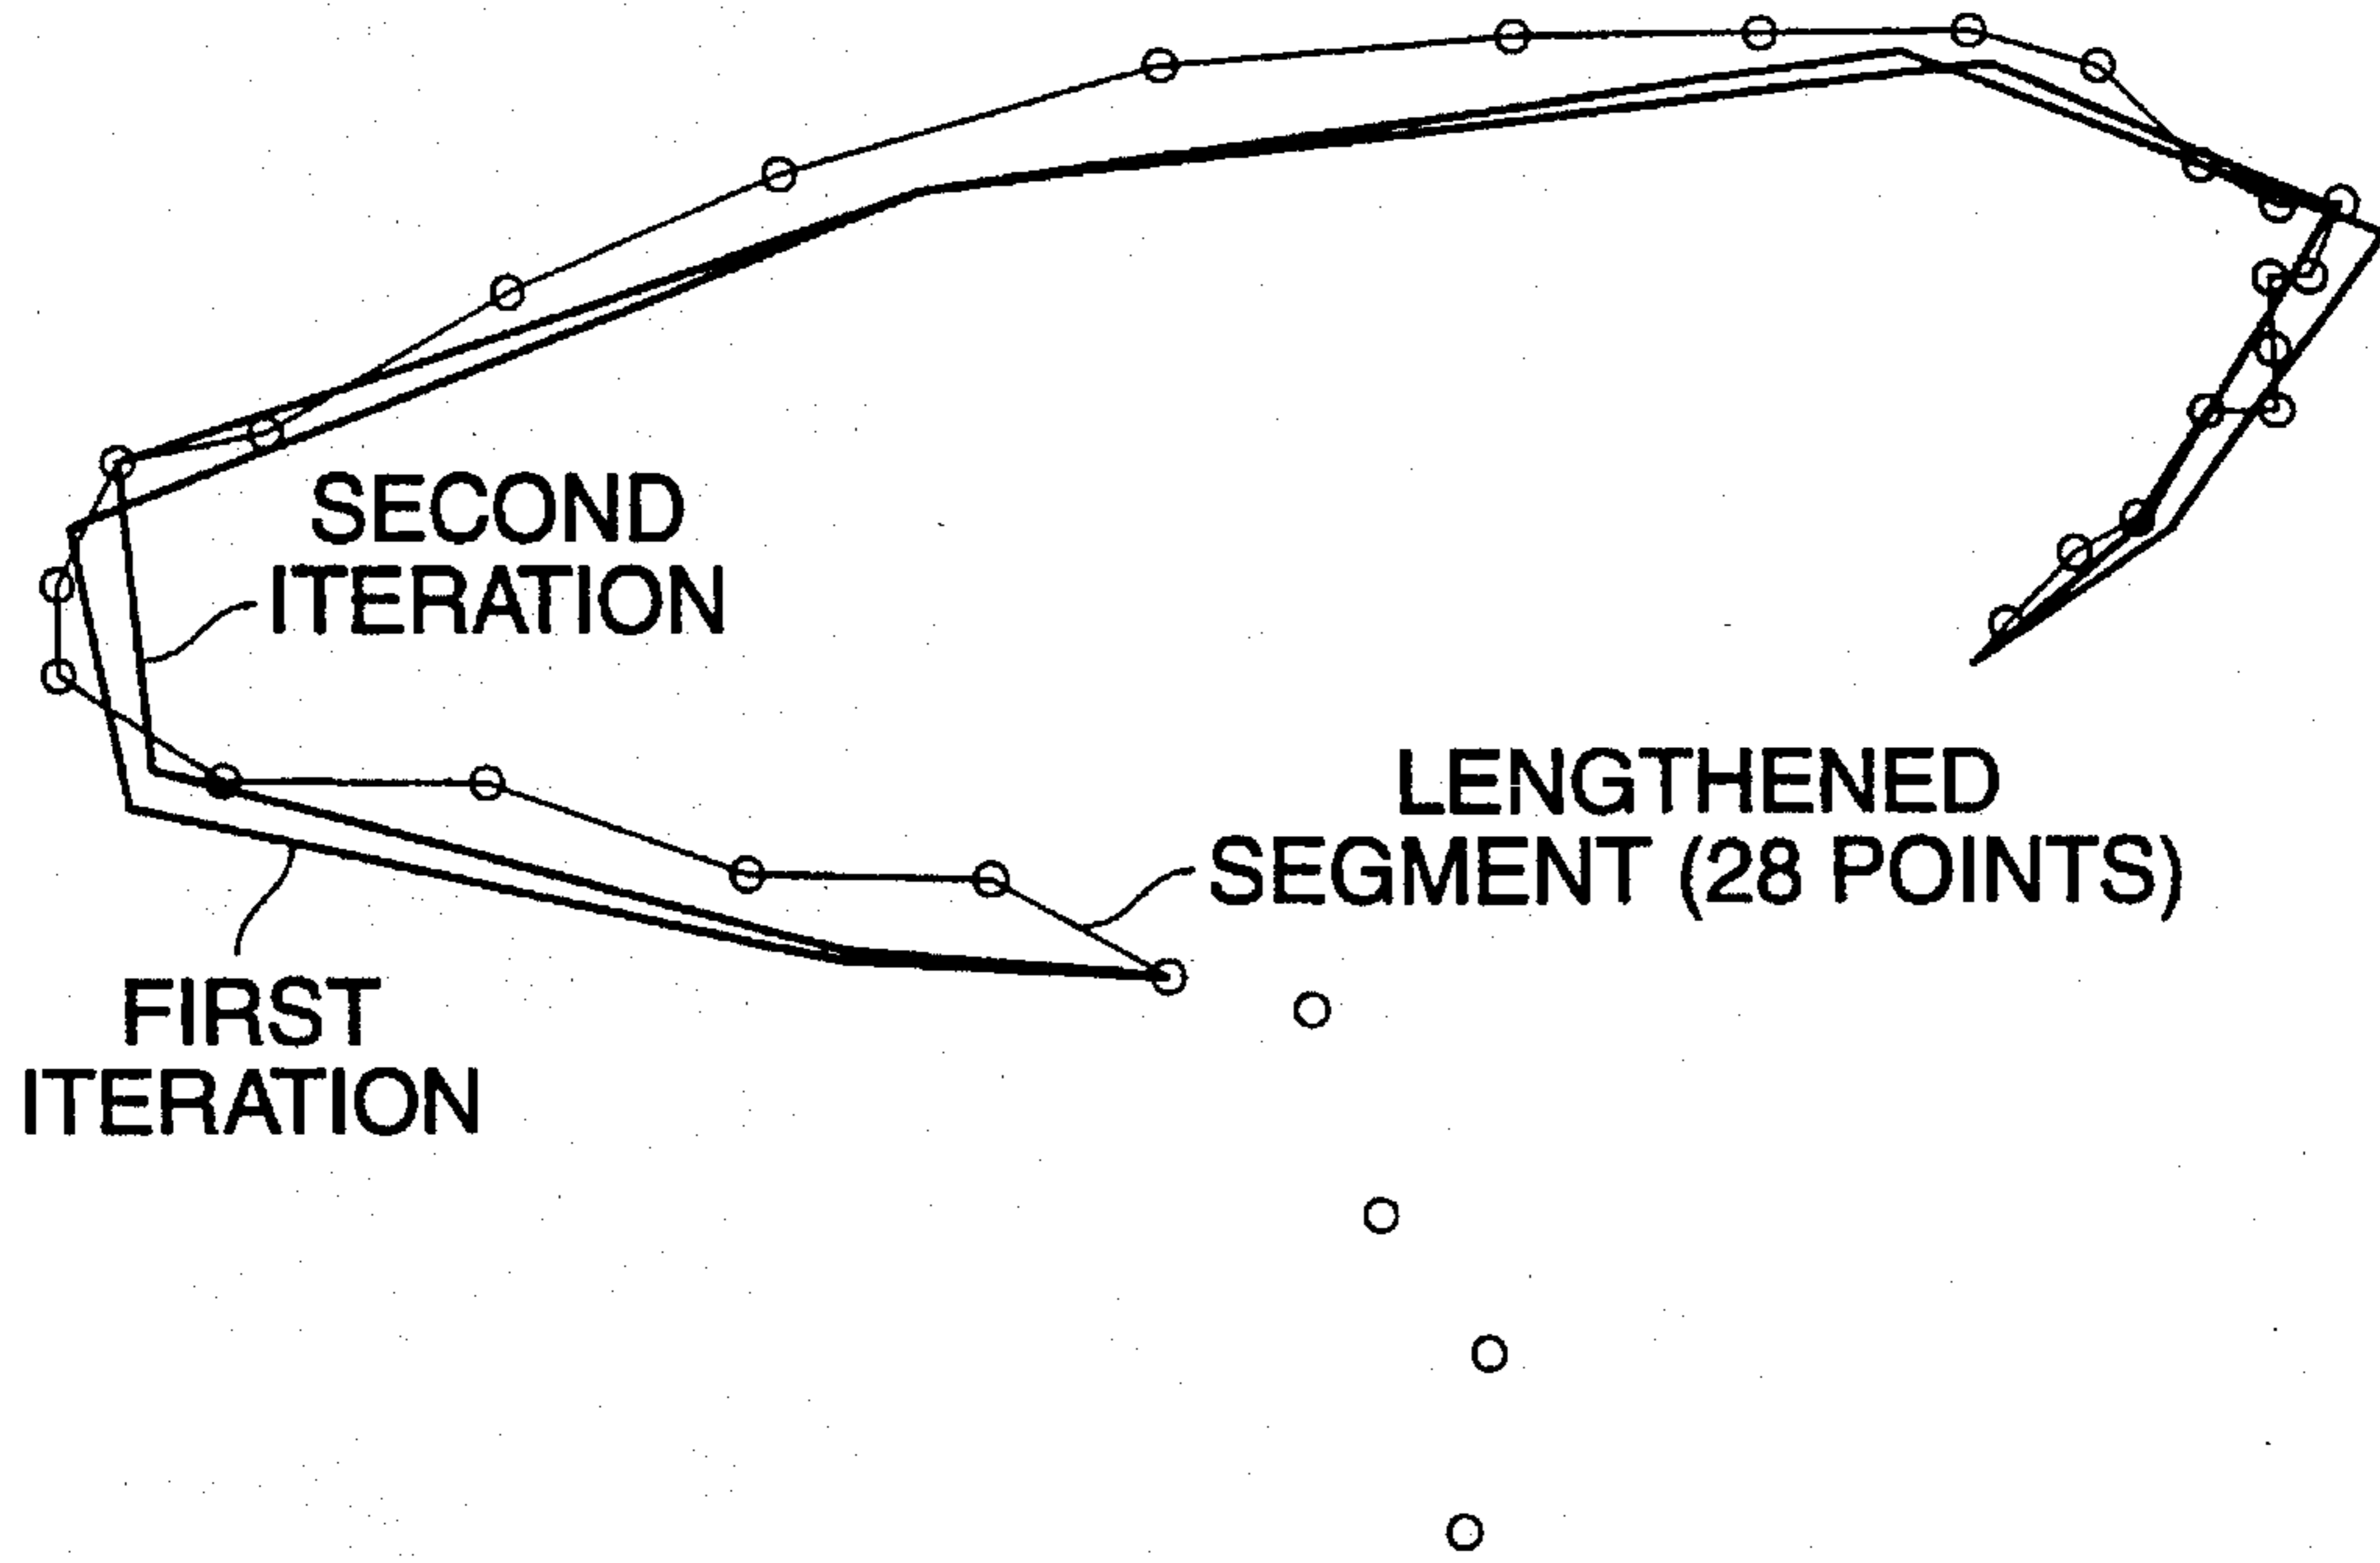 SECOND
ITERATION
LENGTHENED
SEGMENT (28 POINTS)
FIRST
ITERATION